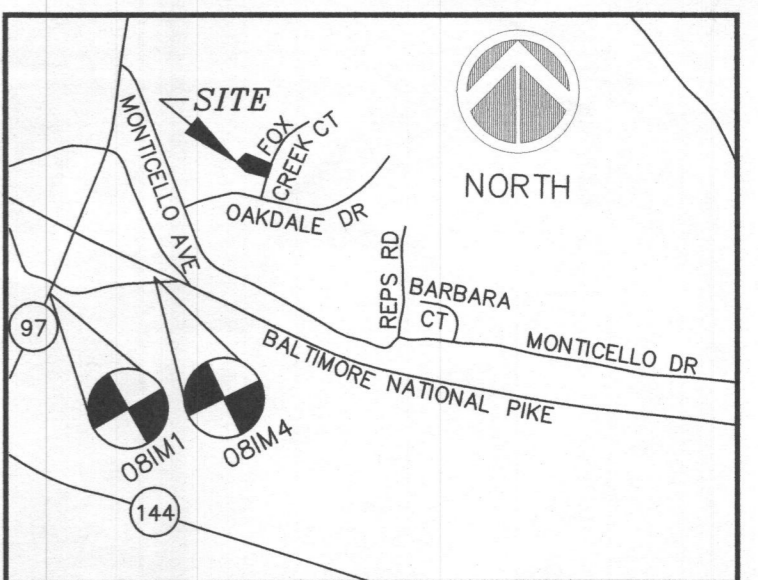 SITE
MONTICELLO AVE
FOX
CREEK CT
OAKDALE DR
NORTH
REPS RD
BARBARA
CT
MONTICELLO DR
BALTIMORE NATIONAL PIKE
97
08IM1
08IM4
144